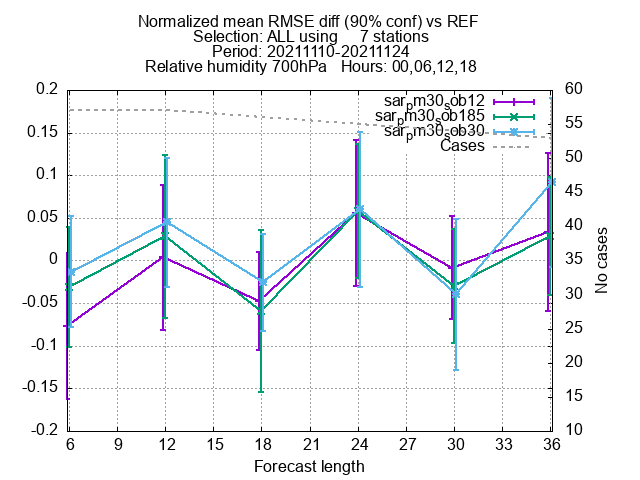 Normalized mean RMSE diff (90% conf) vs REF
Selection: ALL using     7 stations
Period: 20211110-20211124
Relative humidity 700hPa   Hours: 00,06,12,18
sarpm30sob12
sarpm30sob185
sarpm30sob30
Cases
0.2
0.15
0.1
0.05
0
-0.05
-0.1
-0.15
-0.2
60
55
50
45
40
35
30
25
20
15
10
No cases
6 9 12 15 18 21 24 27 30 33 36
Forecast length